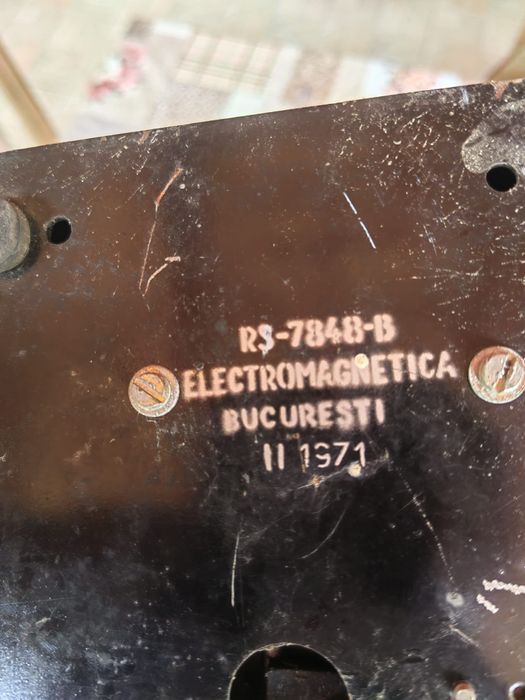 RS-7848-B
ELECTROMAGNETICA
BUCURESTI
II 1971